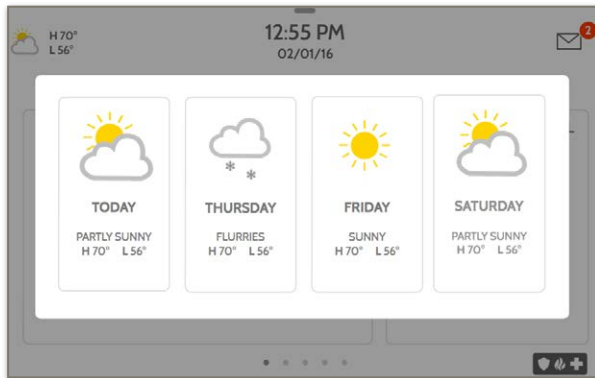 H 70°
L 56°
12:55 PM
02/01/16
2
TODAY
PARTLY SUNNY
H 70° L 56°
THURSDAY
FLURRIES
H 70° L 56°
FRIDAY
SUNNY
H 70° L 56°
SATURDAY
PARTLY SUNNY
H 70° L 56°